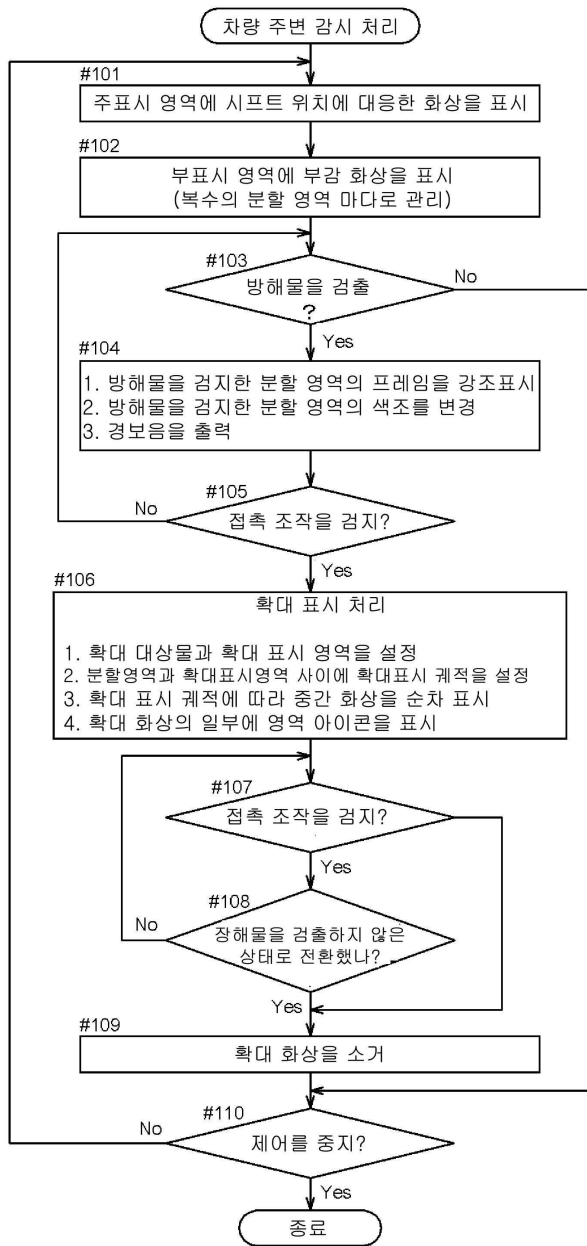 차량 주변 감시 처리
#101
주표시 영역에 시프트 위치에 대응한 화상을 표시
#102
부표시 영역에 부감 화상을 표시
(복수의 분할 영역 마다로 관리)
#103
방해물을 검출
?
No
Yes
#104
1. 방해물을 검지한 분할 영역의 프레임을 강조표시
2. 방해물을 검지한 분할 영역의 색조를 변경
3. 경보음을 출력
#105
No
접촉 조작을 검지?
Yes
#106
확대 표시 처리
1. 확대 대상물과 확대 표시 영역을 설정
2. 분할영역과 확대표시영역 사이에 확대표시 궤적을 설정
3. 확대 표시 궤적에 따라 중간 화상을 순차 표시
4. 확대 화상의 일부에 영역 아이콘을 표시
#107
접촉 조작을 검지?
Yes
#108
No
장해물을 검출하지 않은
상태로 전환했나?
Yes
#109
확대 화상을 소거
#110
No
제어를 중지?
Yes
종료